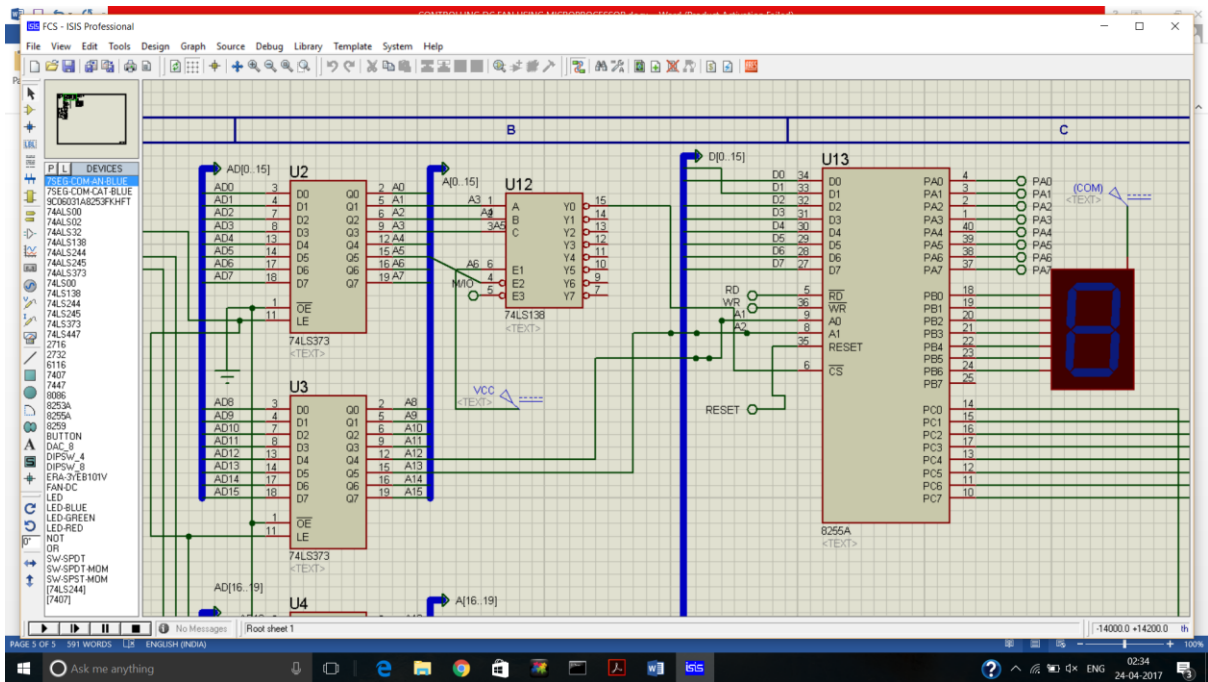 CONTROLLING DC FAN USING MICROPROCESSOR.docx - Word (Product Activation Failed)
ISIS FCS - ISIS Professional
File View Edit Tools Design Graph Source Debug Library Template System Help
B C
P L DEVICES
7SEG-COM-AN-BLUE
7SEG-COM-CAT-BLUE
9C06031A8253FKHFT
74ALS00
74ALS02
74ALS32
74ALS138
74ALS244
74ALS245
74ALS373
74LS00
74LS138
74LS244
74LS245
74LS373
74LS447
2716
2732
6116
7407
7447
8086
8253A
8255A
8259
BUTTON
DAC_8
DIPSW_4
DIPSW_8
ERA-3YEB101V
FAN-DC
LED
LED-BLUE
LED-GREEN
LED-RED
NOT
OR
SW-SPDT
SW-SPDT-MOM
SW-SPST-MOM
[74LS244]
[7407]
AD[0..15] U2 A[0..15]
AD0 3 D0 Q0 2 A0
AD1 4 D1 Q1 5 A1
AD2 7 D2 Q2 6 A2
AD3 8 D3 Q3 9 A3
AD4 13 D4 Q4 12 A4
AD5 14 D5 Q5 15 A5
AD6 17 D6 Q6 16 A6
AD7 18 D7 Q7 19 A7
1 OE
11 LE
74LS373
<TEXT>
U3
AD8 3 D0 Q0 2 A8
AD9 4 D1 Q1 5 A9
AD10 7 D2 Q2 6 A10
AD11 8 D3 Q3 9 A11
AD12 13 D4 Q4 12 A12
AD13 14 D5 Q5 15 A13
AD14 17 D6 Q6 16 A14
AD15 18 D7 Q7 19 A15
1 OE
11 LE
74LS373
<TEXT>
AD[16..19] U4 A[16..19]
U12
A3 1 A Y0 15
A4 B Y1 14
3 A5 C Y2 13
Y3 12
Y4 11
A6 6 E1 Y5 10
M/IO 4 E2 Y6 9
5 E3 Y7 7
74LS138
<TEXT>
VCC
<TEXT>
D[0..15] U13
D0 34 D0 PA0 4 PA0
D1 33 D1 PA1 3 PA1
D2 32 D2 PA2 2 PA2
D3 31 D3 PA3 1 PA3
D4 30 D4 PA4 40 PA4
D5 29 D5 PA5 39 PA5
D6 28 D6 PA6 38 PA6
D7 27 D7 PA7 37 PA7
RD 5 RD PB0 18
WR 36 WR PB1 19
A1 9 A0 PB2 20
A2 8 A1 PB3 21
35 RESET PB4 22
PB5 23
6 CS PB6 24
PB7 25
RESET
PC0 14
PC1 15
PC2 16
PC3 17
PC4 13
PC5 12
PC6 11
PC7 10
8255A
<TEXT>
(COM)
<TEXT>
No Messages Root sheet 1 -14000.0 +14200.0 th
PAGE 5 OF 5 591 WORDS ENGLISH (INDIA) 100%
Ask me anything ENG 02:34
24-04-2017